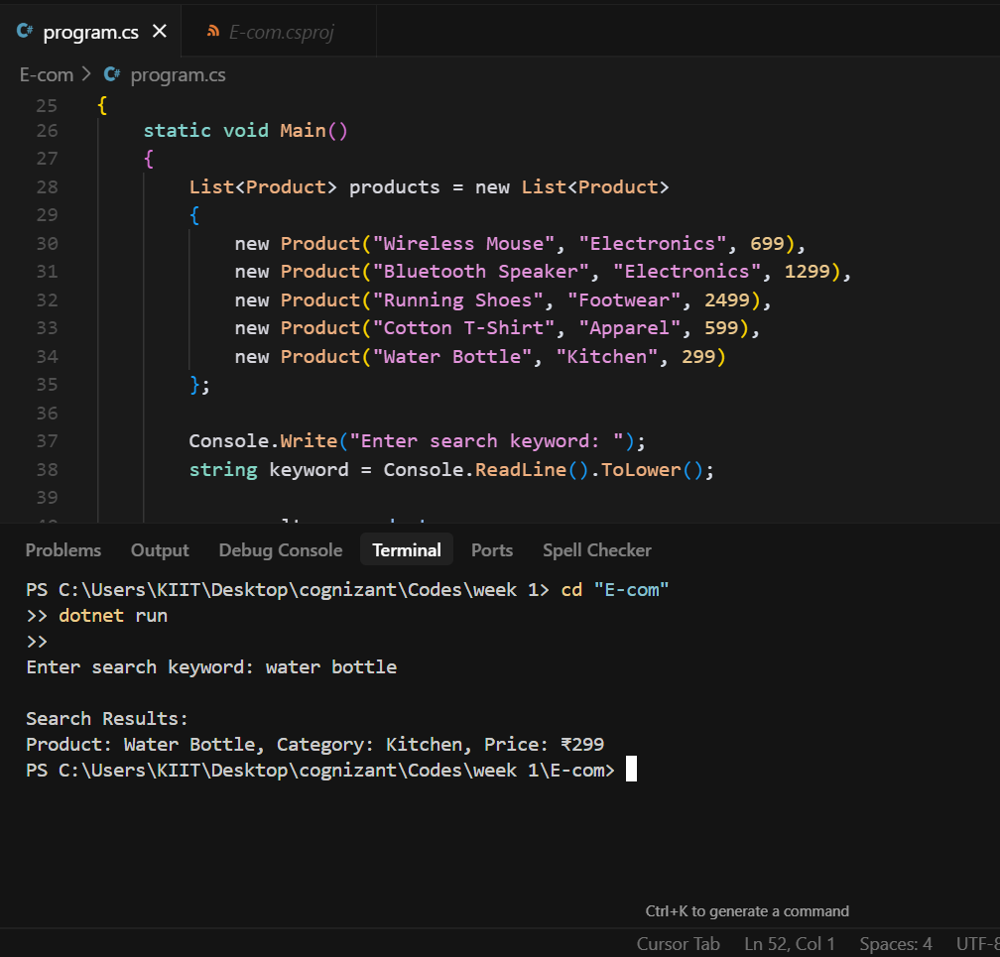 program.cs
E-com.csproj
E-com > program.cs
25 {
26 static void Main()
27 {
28 List<Product> products = new List<Product>
29 {
30 new Product("Wireless Mouse", "Electronics", 699),
31 new Product("Bluetooth Speaker", "Electronics", 1299),
32 new Product("Running Shoes", "Footwear", 2499),
33 new Product("Cotton T-Shirt", "Apparel", 599),
34 new Product("Water Bottle", "Kitchen", 299)
35 };
36
37 Console.Write("Enter search keyword: ");
38 string keyword = Console.ReadLine().ToLower();
39
Problems Output Debug Console Terminal Ports Spell Checker
PS C:\Users\KIIT\Desktop\cognizant\Codes\week 1> cd "E-com"
>> dotnet run
>>
Enter search keyword: water bottle
Search Results:
Product: Water Bottle, Category: Kitchen, Price: ₹299
PS C:\Users\KIIT\Desktop\cognizant\Codes\week 1\E-com>
Ctrl+K to generate a command
Cursor Tab Ln 52, Col 1 Spaces: 4 UTF-8